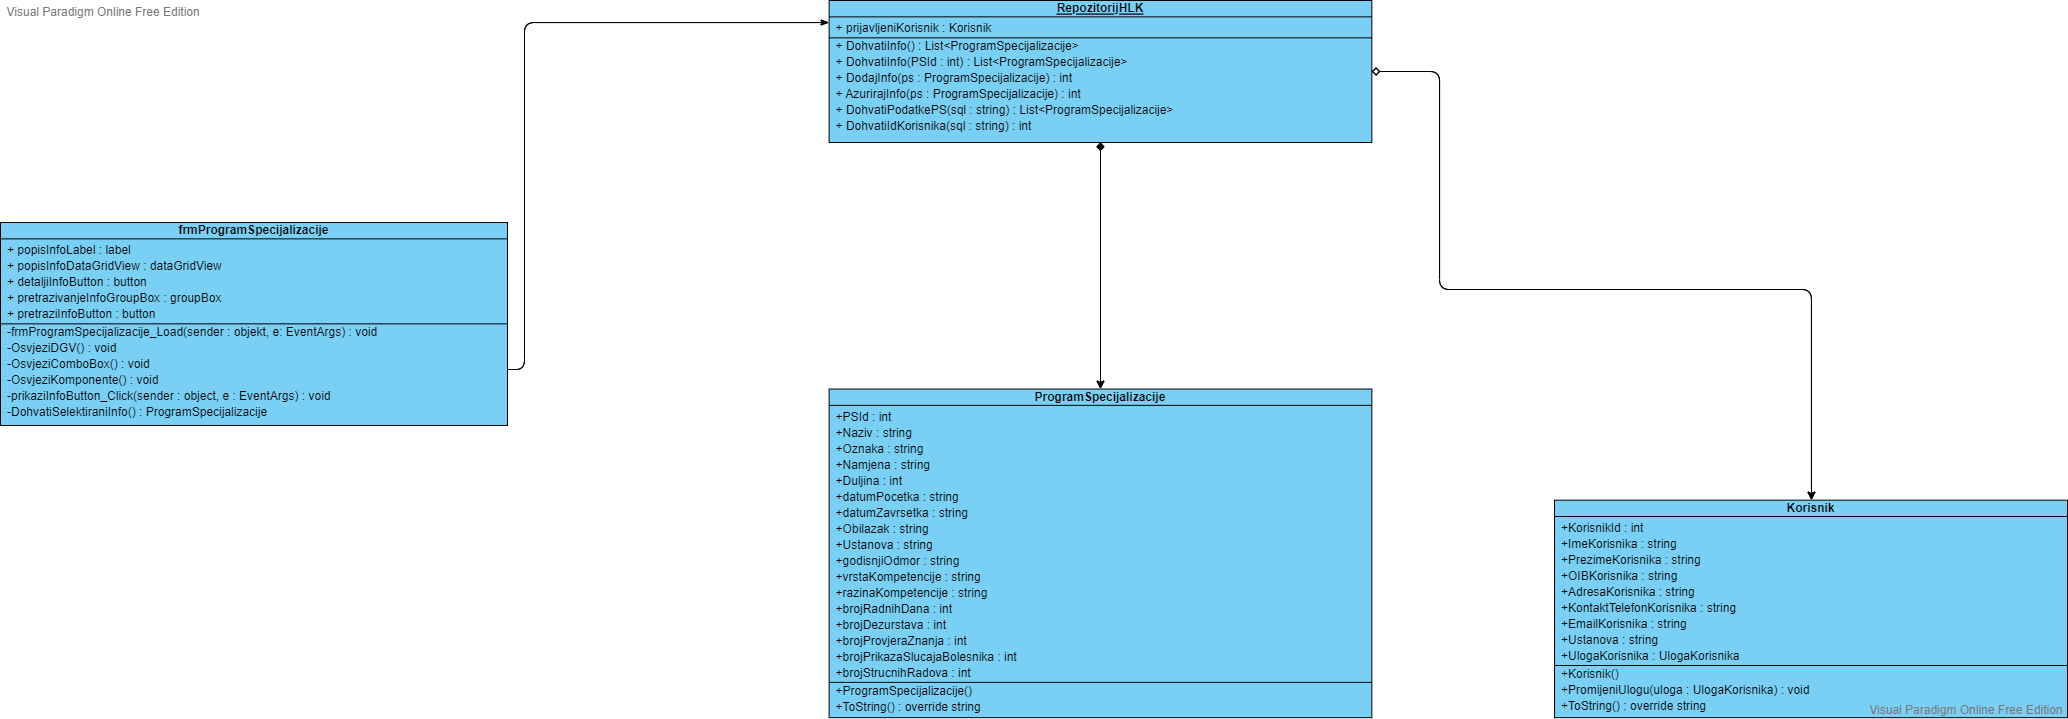 Visual Paradigm Online Free Edition
RepozitorijHLK
+ prijavljeniKorisnik : Korisnik
+ DohvatiInfo() : List<ProgramSpecijalizacije>
+ DohvatiInfo(PSId : int) : List<ProgramSpecijalizacije>
+ DodajInfo(ps : ProgramSpecijalizacije) : int
+ AzurirajInfo(ps : ProgramSpecijalizacije) : int
+ DohvatiPodatkePS(sql : string) : List<ProgramSpecijalizacije>
+ DohvatiIdKorisnika(sql : string) : int
frmProgramSpecijalizacije
+ popisInfoLabel : label
+ popisInfoDataGridView : dataGridView
+ detaljiInfoButton : button
+ pretrazivanjeInfoGroupBox : groupBox
+ pretraziInfoButton : button
-frmProgramSpecijalizacije_Load(sender : objekt, e: EventArgs) : void
-OsvjeziDGV() : void
-OsvjeziComboBox() : void
-OsvjeziKomponente() : void
-prikaziInfoButton_Click(sender : object, e : EventArgs) : void
-DohvatiSelektiraniInfo() : ProgramSpecijalizacije
ProgramSpecijalizacije
+PSId : int
+Naziv : string
+Oznaka : string
+Namjena : string
+Duljina : int
+datumPocetka : string
+datumZavrsetka : string
+Obilazak : string
+Ustanova : string
+godisnjiOdmor : string
+vrstaKompetencije : string
+razinaKompetencije : string
+brojRadnihDana : int
+brojDezurstava : int
+brojProvjeraZnanja : int
+brojPrikazaSlucajaBolesnika : int
+brojStrucnihRadova : int
+ProgramSpecijalizacije()
+ToString() : override string
Korisnik
+KorisnikId : int
+ImeKorisnika : string
+PrezimeKorisnika : string
+OIBKorisnika : string
+AdresaKorisnika : string
+KontaktTelefonKorisnika : string
+EmailKorisnika : string
+Ustanova : string
+UlogaKorisnika : UlogaKorisnika
+Korisnik()
+PromijeniUlogu(uloga : UlogaKorisnika) : void
+ToString() : override string
Visual Paradigm Online Free Edition